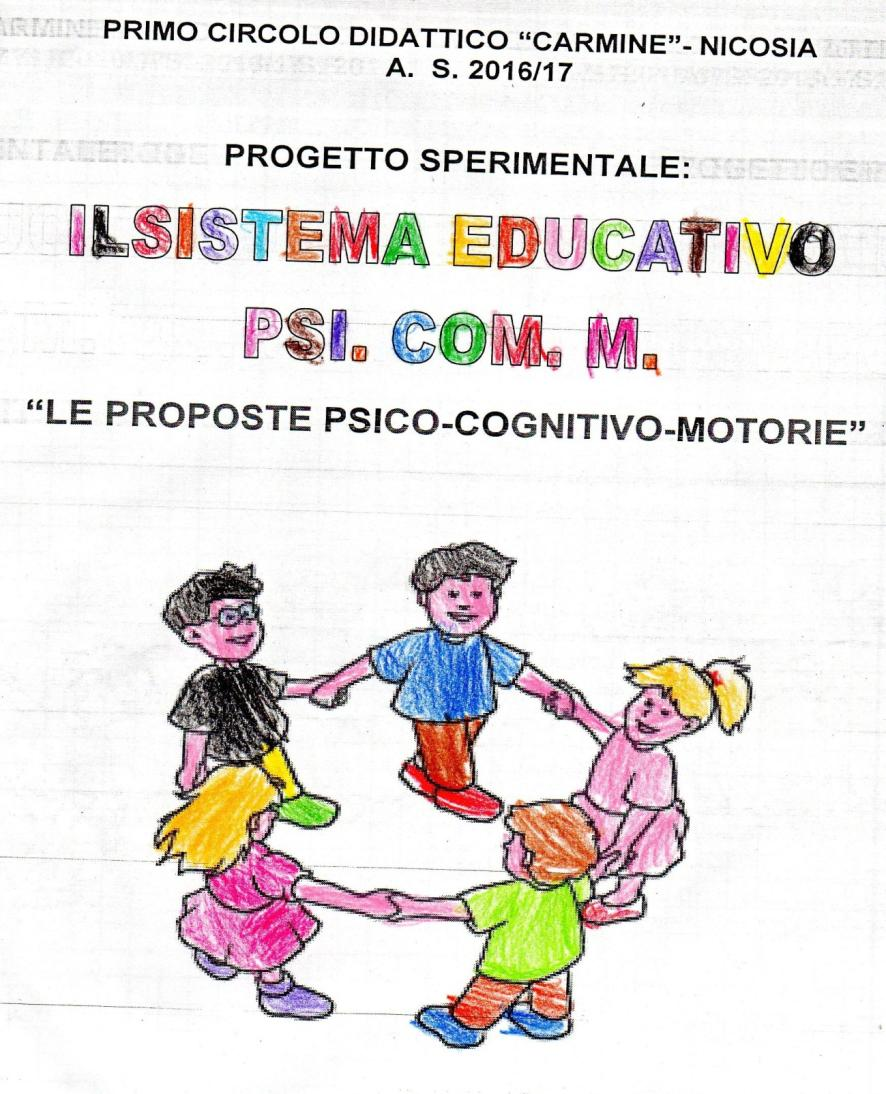 PRIMO CIRCOLO DIDATTICO “CARMINE”- NICOSIA
A. S. 2016/17
PROGETTO SPERIMENTALE:
ILSISTEMA EDUCATIVO
PSI. COM. M.
“LE PROPOSTE PSICO-COGNITIVO-MOTORIE”